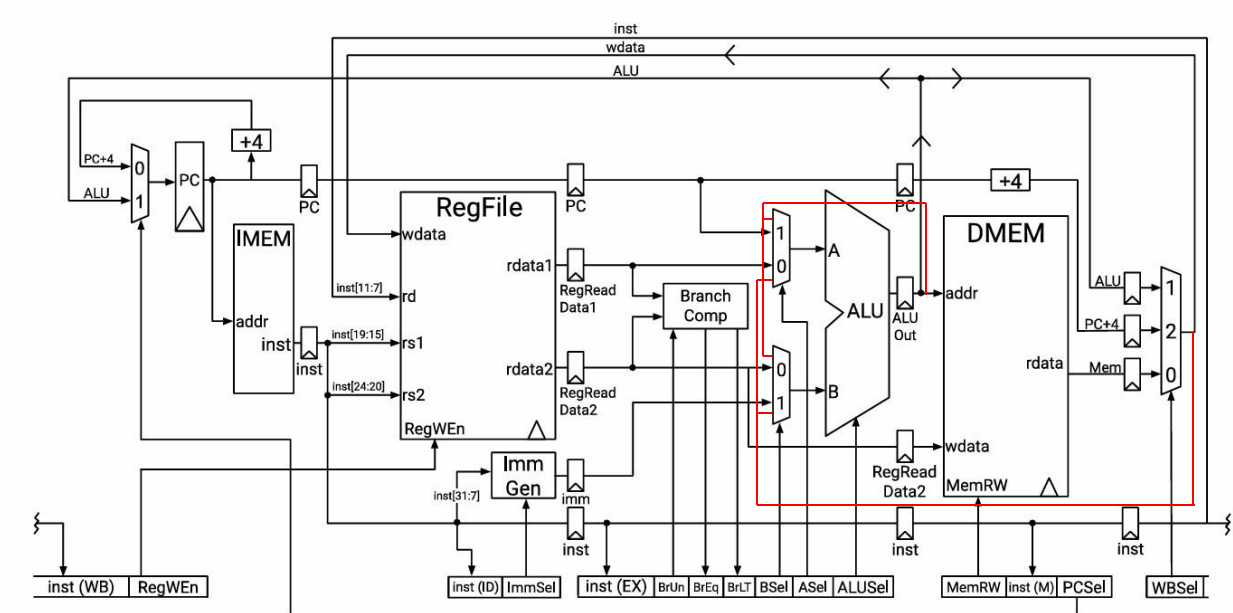 inst
wdata
ALU
+4
PC+4
0
ALU
1
PC
PC
PC
PC
+4
IMEM
addr
inst
inst
RegFile
wdata
inst[11:7]
rd
inst[19:15]
rs1
inst[24:20]
rs2
RegWEn
rdata1
rdata2
RegRead
Data1
RegRead
Data2
Branch
Comp
Imm
Gen
inst[31:7]
imm
1
0
0
1
A
B
ALU
ALU
Out
RegRead
Data2
DMEM
addr
rdata
wdata
MemRW
ALU
PC+4
Mem
1
2
0
inst
inst
inst
inst (WB) RegWEn
inst (ID) ImmSel
inst (EX) BrUn BrEq BrLT BSel ASel ALUSel
MemRW inst (M) PCSel
WBSel